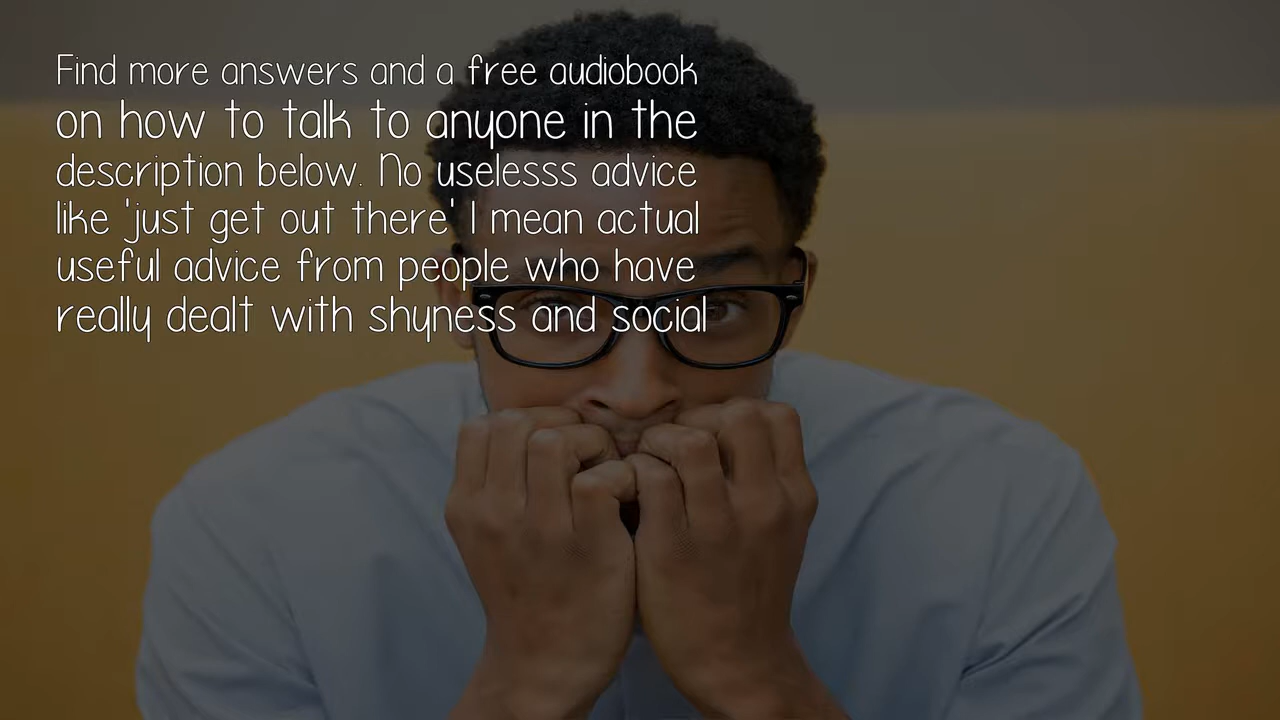 Find more answers and a free audiobook
on how to talk to anyone in the
description below. No uselesss advice
like 'just get out there' I mean actual
useful advice from people who have
really dealt with shyness and social